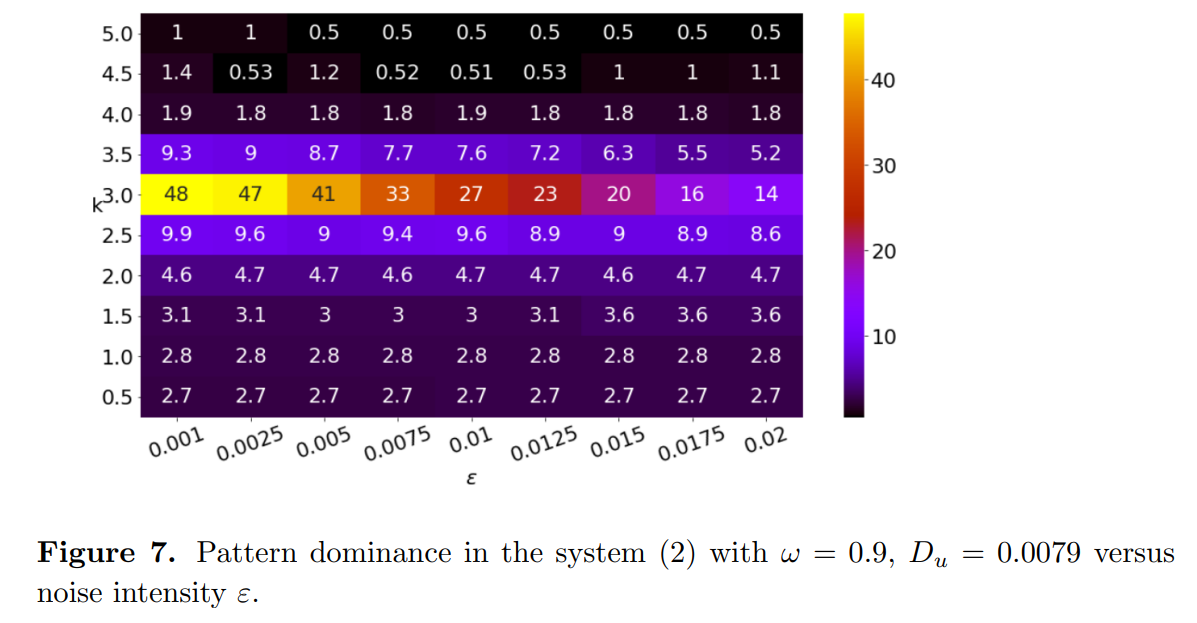 5.0 1 1 0.5 0.5 0.5 0.5 0.5 0.5 0.5
4.5 1.4 0.53 1.2 0.52 0.51 0.53 1 1 1.1
4.0 1.9 1.8 1.8 1.8 1.9 1.8 1.8 1.8 1.8
3.5 9.3 9 8.7 7.7 7.6 7.2 6.3 5.5 5.2
k 3.0 48 47 41 33 27 23 20 16 14
2.5 9.9 9.6 9 9.4 9.6 8.9 9 8.9 8.6
2.0 4.6 4.7 4.7 4.6 4.7 4.7 4.6 4.7 4.7
1.5 3.1 3.1 3 3 3 3.1 3.6 3.6 3.6
1.0 2.8 2.8 2.8 2.8 2.8 2.8 2.8 2.8 2.8
0.5 2.7 2.7 2.7 2.7 2.7 2.7 2.7 2.7 2.7
0.001 0.0025 0.005 0.0075 0.01 0.0125 0.015 0.0175 0.02
ε
40
30
20
10
Figure 7. Pattern dominance in the system (2) with ω = 0.9, D_u = 0.0079 versus
noise intensity ε.